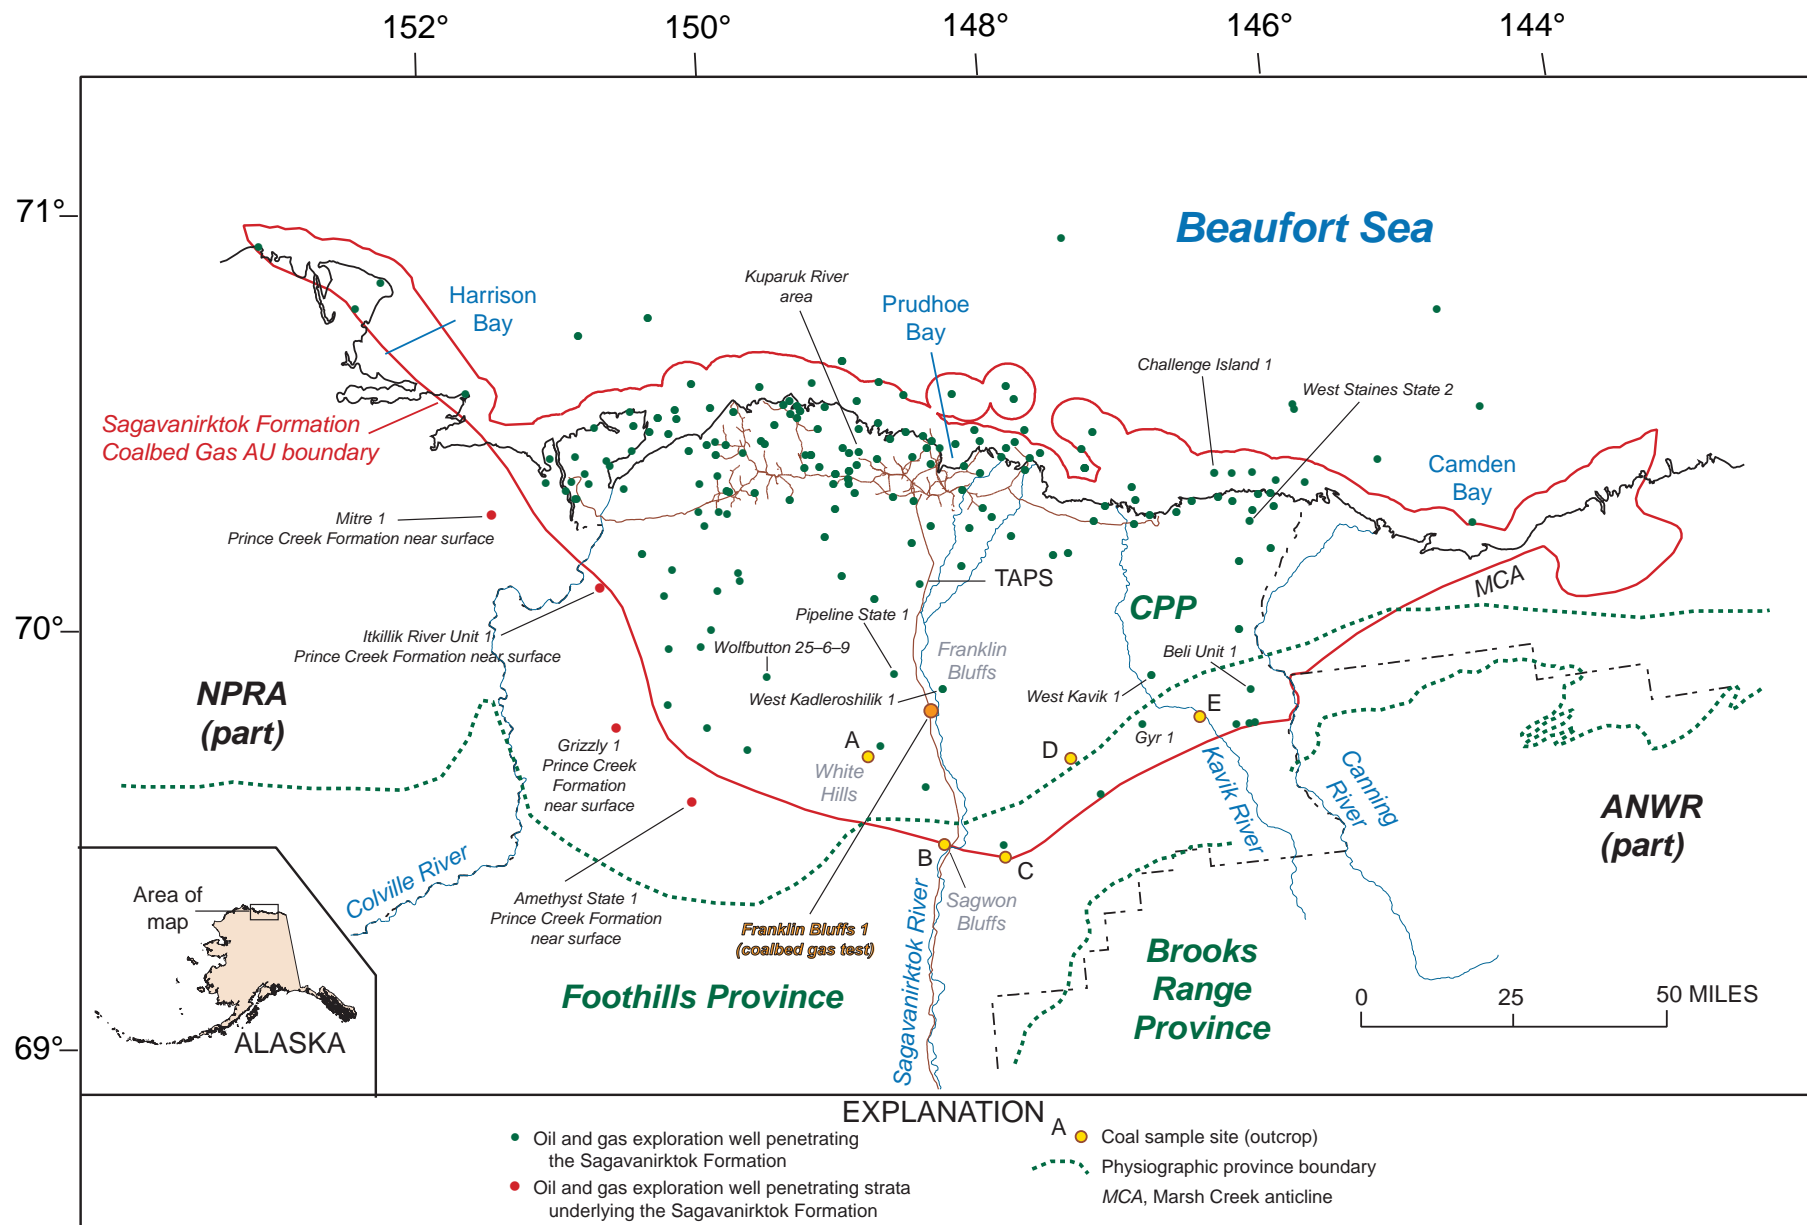 152°
150°
148°
146°
144°
71°
70°
69°
Beaufort Sea
Harrison
Bay
Kuparuk River
area
Prudhoe
Bay
Challenge Island 1
West Staines State 2
Sagavanirktok Formation
Coalbed Gas AU boundary
Camden
Bay
Mitre 1
Prince Creek Formation near surface
TAPS
MCA
CPP
Pipeline State 1
Itkillik River Unit 1
Prince Creek Formation near surface
Wolfbutton 25–6–9
Franklin
Bluffs
Beli Unit 1
NPRA
(part)
West Kadleroshilik 1
West Kavik 1
E
A
D
Gyr 1
Grizzly 1
Prince Creek
Formation
near surface
White
Hills
Kavik River
Canning
River
ANWR
(part)
B
C
Colville River
Area of
map
Amethyst State 1
Prince Creek Formation
near surface
Franklin Bluffs 1
(coalbed gas test)
Sagwon
Bluffs
Sagavanirktok River
Brooks
Range
Province
Foothills Province
0 25 50 MILES
ALASKA
EXPLANATION
Oil and gas exploration well penetrating
the Sagavanirktok Formation
Oil and gas exploration well penetrating strata
underlying the Sagavanirktok Formation
A Coal sample site (outcrop)
Physiographic province boundary
MCA, Marsh Creek anticline